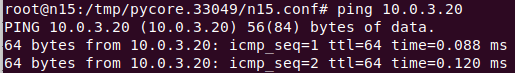 root@n15:/tmp/pycore.33049/n15.conf# ping 10.0.3.20
PING 10.0.3.20 (10.0.3.20) 56(84) bytes of data.
64 bytes from 10.0.3.20: icmp_seq=1 ttl=64 time=0.088 ms
64 bytes from 10.0.3.20: icmp_seq=2 ttl=64 time=0.120 ms